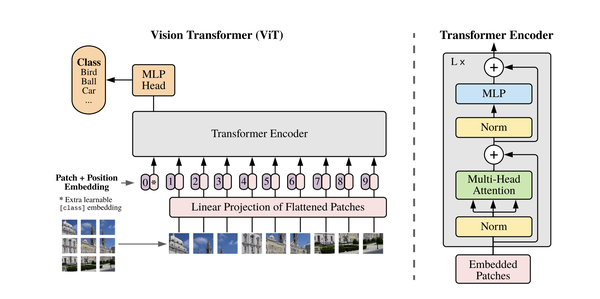 Vision Transformer (ViT)
Class
Bird
Ball
Car
...
MLP
Head
Transformer Encoder
Patch + Position
Embedding
* Extra learnable
[class] embedding
0 * 1 2 3 4 5 6 7 8 9
Linear Projection of Flattened Patches
Transformer Encoder
L x
+
MLP
Norm
+
Multi-Head
Attention
Norm
Embedded
Patches